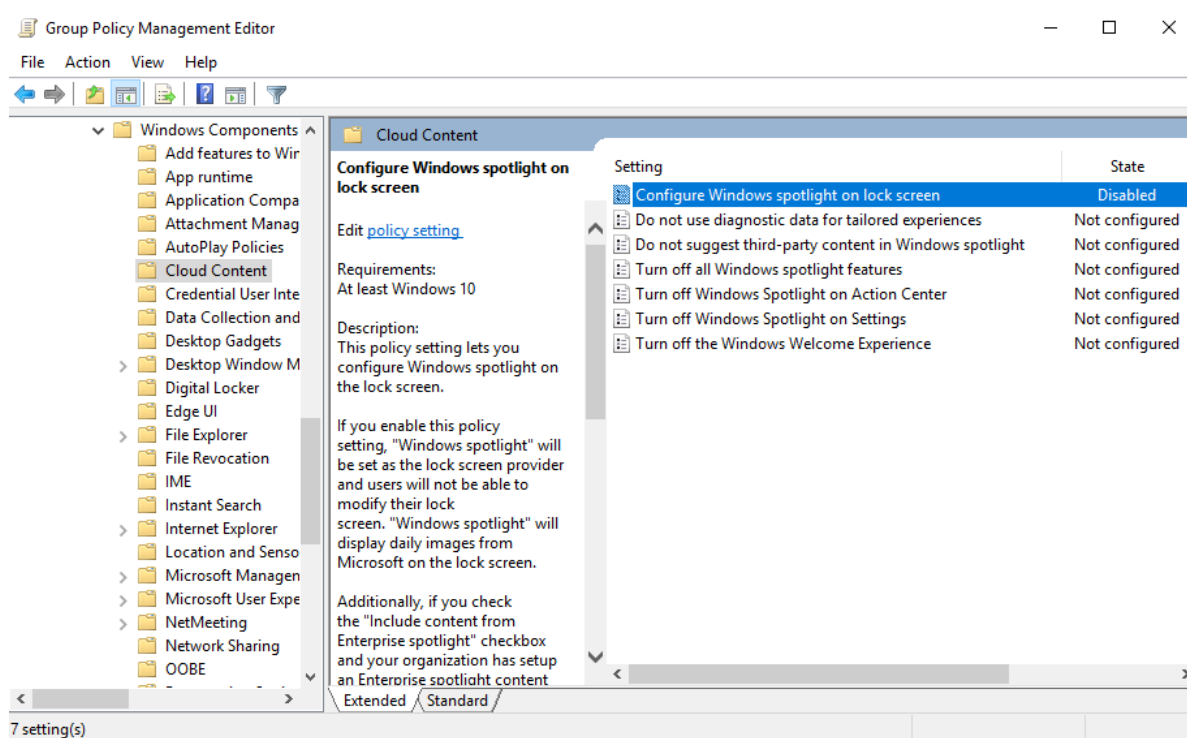 Group Policy Management Editor
File Action View Help
Windows Components
Add features to Wir
App runtime
Application Compa
Attachment Manag
AutoPlay Policies
Cloud Content
Credential User Inte
Data Collection and
Desktop Gadgets
Desktop Window M
Digital Locker
Edge UI
File Explorer
File Revocation
IME
Instant Search
Internet Explorer
Location and Senso
Microsoft Managen
Microsoft User Expe
NetMeeting
Network Sharing
OOBE
Cloud Content
Configure Windows spotlight on
lock screen
Edit policy setting
Requirements:
At least Windows 10
Description:
This policy setting lets you
configure Windows spotlight on
the lock screen.
If you enable this policy
setting, "Windows spotlight" will
be set as the lock screen provider
and users will not be able to
modify their lock
screen. "Windows spotlight" will
display daily images from
Microsoft on the lock screen.
Additionally, if you check
the "Include content from
Enterprise spotlight" checkbox
and your organization has setup
an Enterprise spotlight content
Setting State
Configure Windows spotlight on lock screen Disabled
Do not use diagnostic data for tailored experiences Not configured
Do not suggest third-party content in Windows spotlight Not configured
Turn off all Windows spotlight features Not configured
Turn off Windows Spotlight on Action Center Not configured
Turn off Windows Spotlight on Settings Not configured
Turn off the Windows Welcome Experience Not configured
Extended Standard
7 setting(s)